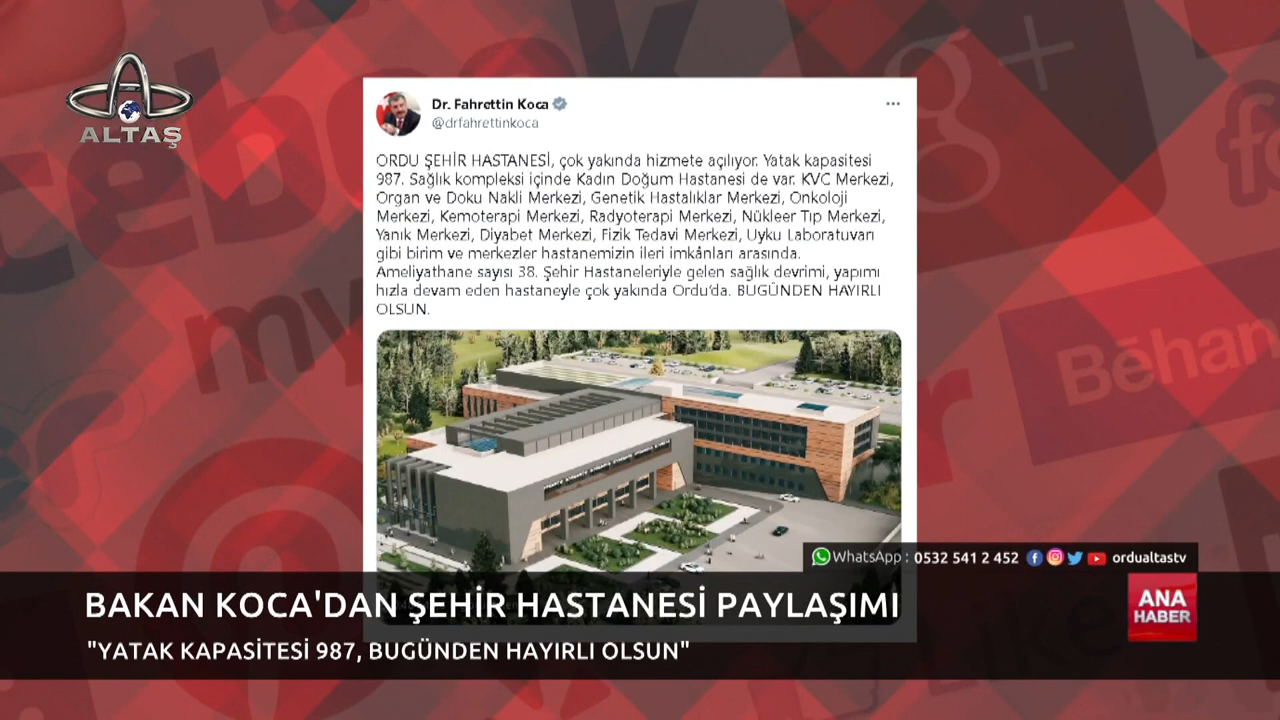 ALTAŞ
Dr. Fahrettin Koca
@drfahrettinkoca
ORDU ŞEHİR HASTANESİ, çok yakında hizmete açılıyor. Yatak kapasitesi
987. Sağlık kompleksi içinde Kadın Doğum Hastanesi de var. KVC Merkezi,
Organ ve Doku Nakli Merkezi, Genetik Hastalıklar Merkezi, Onkoloji
Merkezi, Kemoterapi Merkezi, Radyoterapi Merkezi, Nükleer Tıp Merkezi,
Yanık Merkezi, Diyabet Merkezi, Fizik Tedavi Merkezi, Uyku Laboratuvarı
gibi birim ve merkezler hastanemizin ileri imkânları arasında.
Ameliyathane sayısı 38. Şehir Hastaneleriyle gelen sağlık devrimi, yapımı
hızla devam eden hastaneyle çok yakında Ordu'da. BUGÜNDEN HAYIRLI
OLSUN.
cebook
g+
fo
my
Bēhan
r
like
WhatsApp : 0532 541 2 452 ordualtastv
BAKAN KOCA'DAN ŞEHİR HASTANESİ PAYLAŞIMI
"YATAK KAPASİTESİ 987, BUGÜNDEN HAYIRLI OLSUN"
ANA
HABER